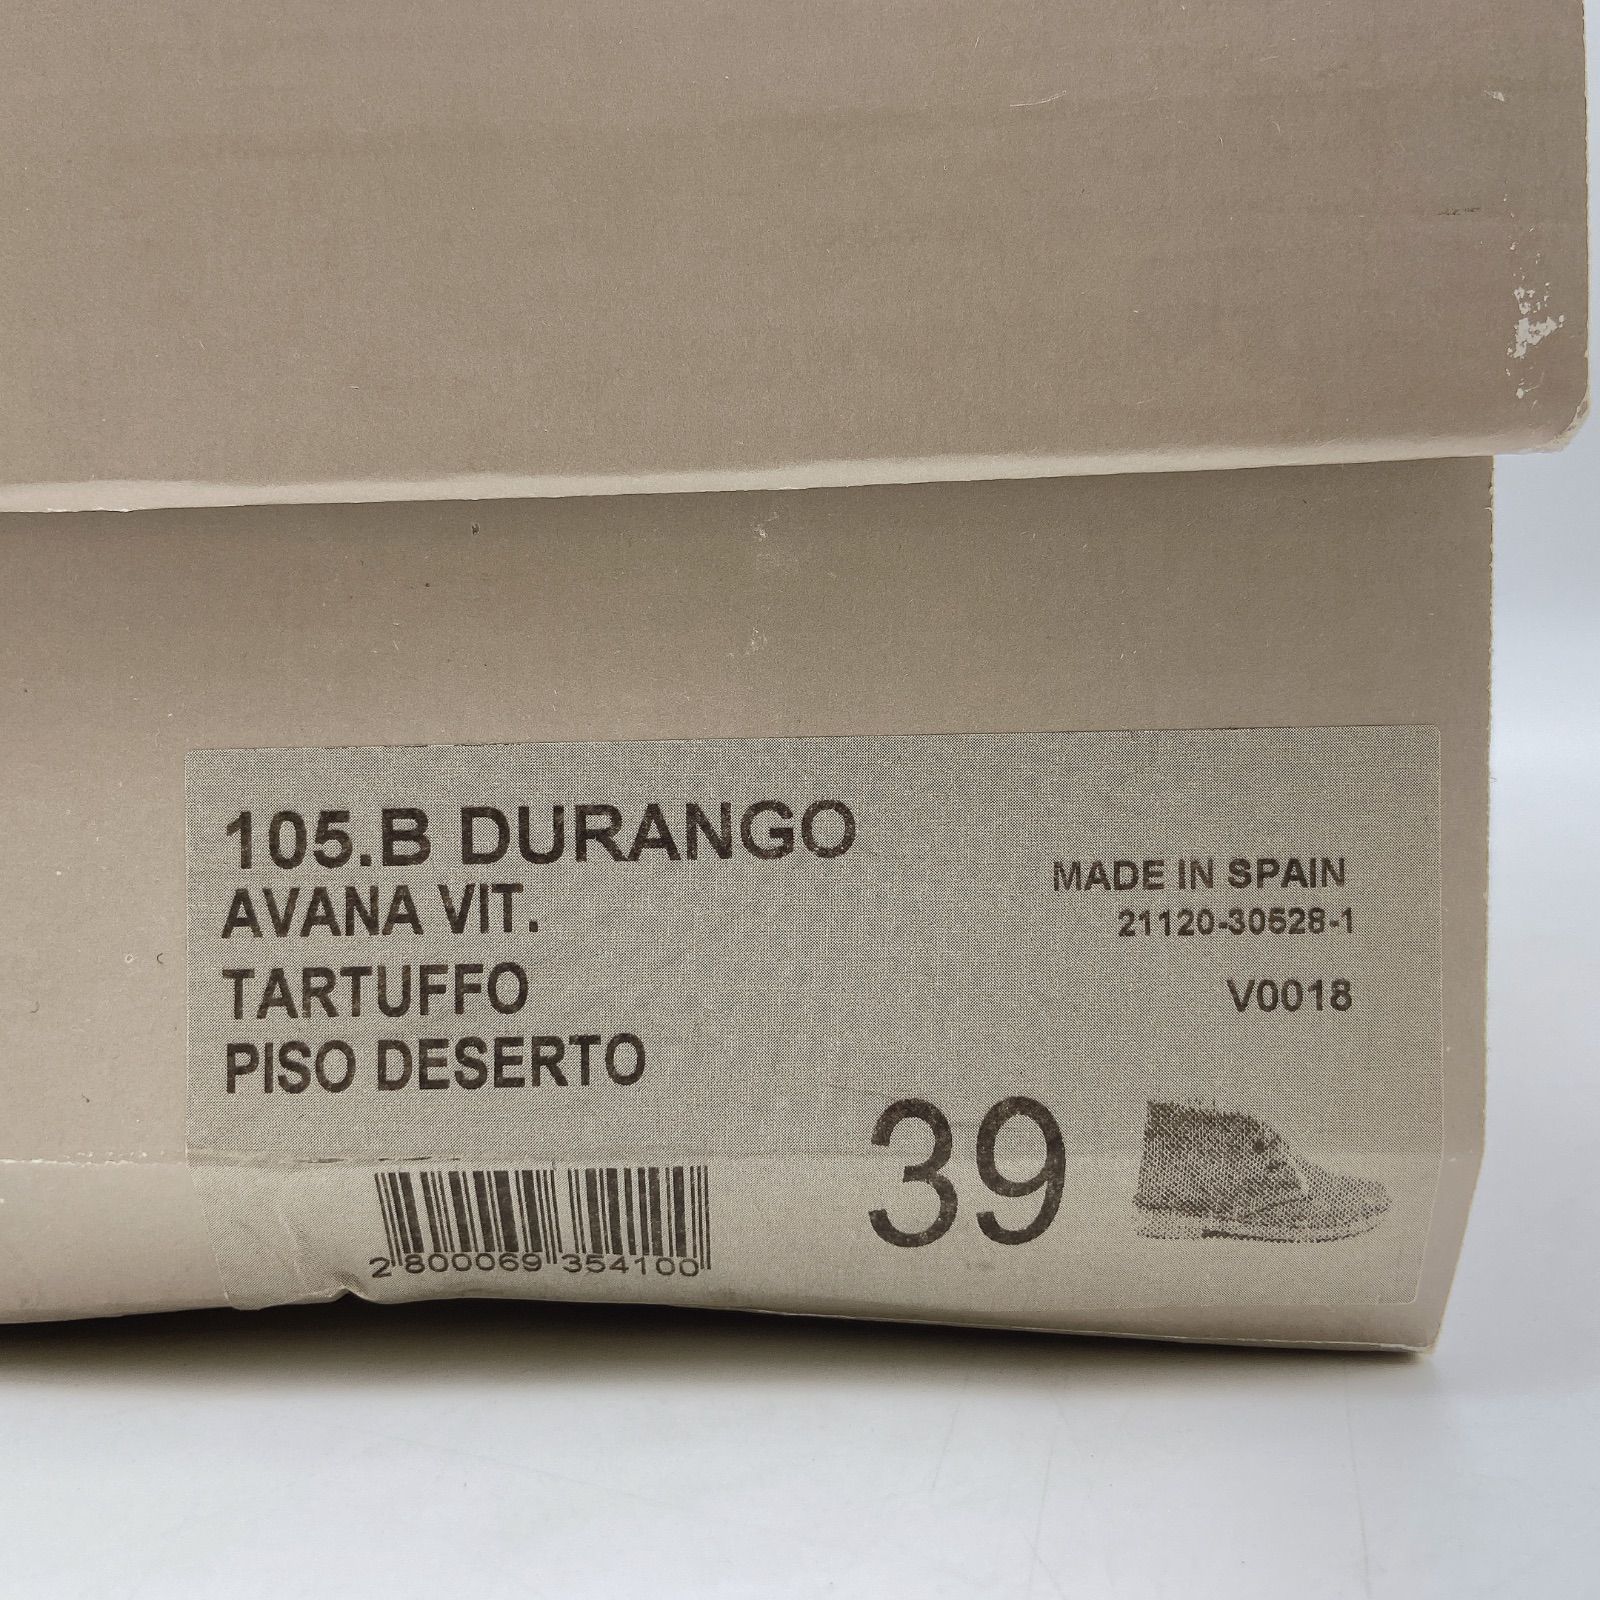 105.B DURANGO
AVANA VIT.
TARTUFFO
PISO DESERTO
MADE IN SPAIN
21120-30528-1
V0018
39
2 800069 354100